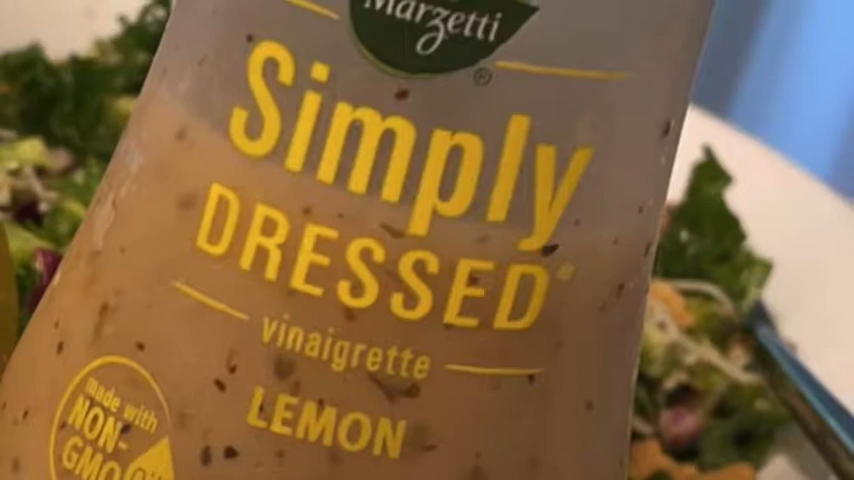 Marzetti
®
Simply
DRESSED®
vinaigrette
LEMON
made with
NON-
GMO